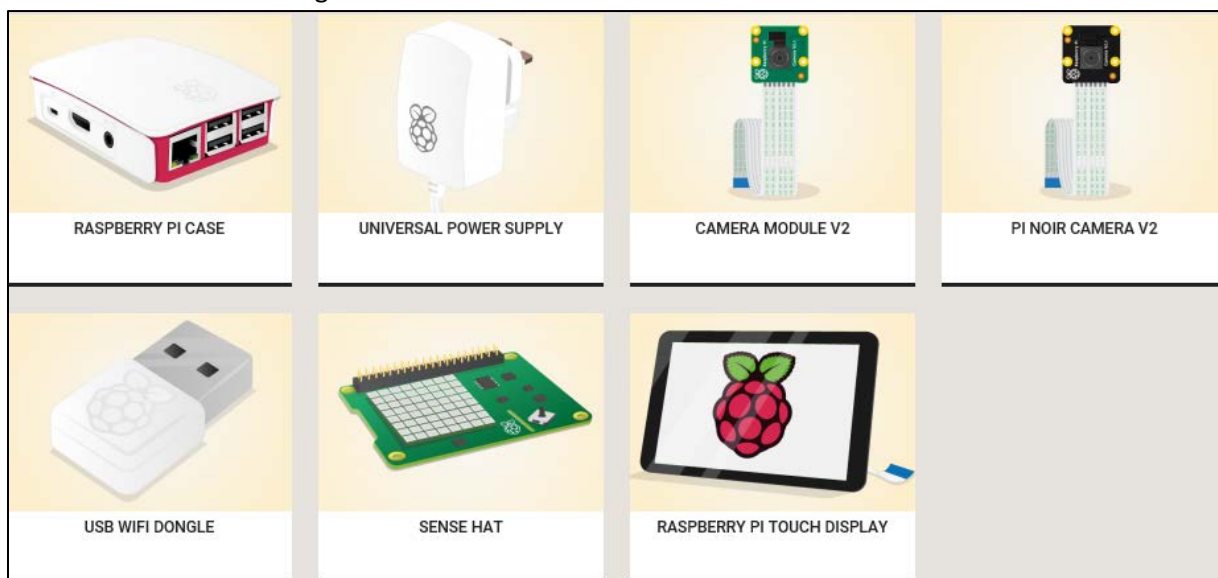 RASPBERRY PI CASE
UNIVERSAL POWER SUPPLY
CAMERA MODULE V2
PI NOIR CAMERA V2
USB WIFI DONGLE
SENSE HAT
RASPBERRY PI TOUCH DISPLAY